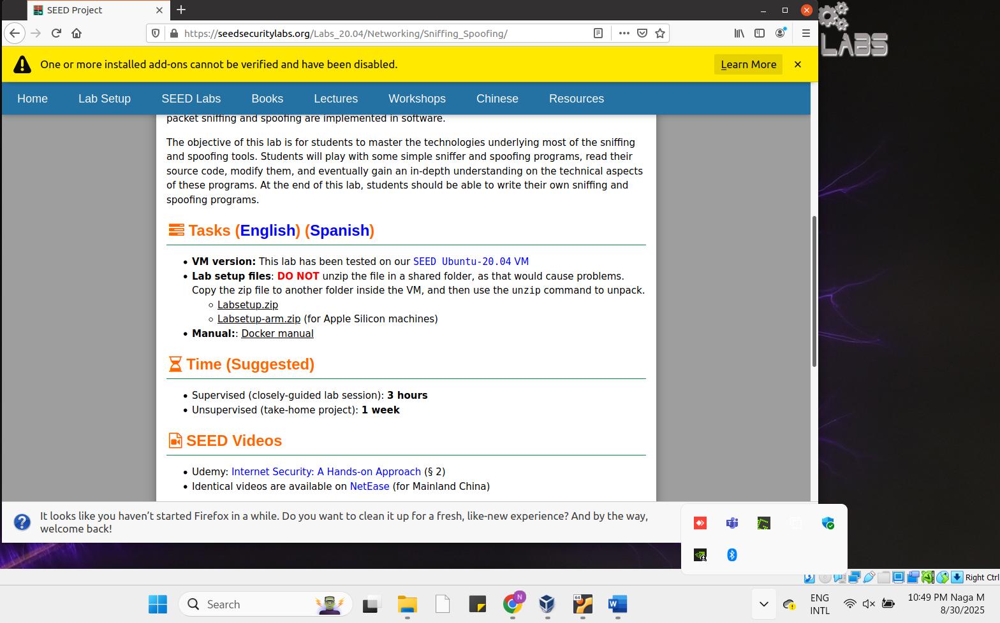 SEED Project
https://seedsecuritylabs.org/Labs_20.04/Networking/Sniffing_Spoofing/
LABS
One or more installed add-ons cannot be verified and have been disabled.
Learn More
Home Lab Setup SEED Labs Books Lectures Workshops Chinese Resources
packet sniffing and spoofing are implemented in software.
The objective of this lab is for students to master the technologies underlying most of the sniffing
and spoofing tools. Students will play with some simple sniffer and spoofing programs, read their
source code, modify them, and eventually gain an in-depth understanding on the technical aspects
of these programs. At the end of this lab, students should be able to write their own sniffing and
spoofing programs.
Tasks (English) (Spanish)
• VM version: This lab has been tested on our SEED Ubuntu-20.04 VM
• Lab setup files: DO NOT unzip the file in a shared folder, as that would cause problems.
Copy the zip file to another folder inside the VM, and then use the unzip command to unpack.
◦ Labsetup.zip
◦ Labsetup-arm.zip (for Apple Silicon machines)
• Manual:: Docker manual
Time (Suggested)
• Supervised (closely-guided lab session): 3 hours
• Unsupervised (take-home project): 1 week
SEED Videos
• Udemy: Internet Security: A Hands-on Approach (§ 2)
• Identical videos are available on NetEase (for Mainland China)
It looks like you haven’t started Firefox in a while. Do you want to clean it up for a fresh, like-new experience? And by the way,
welcome back!
Right Ctrl
Search
N
64
W
ENG
INTL
10:49 PM Naga M
8/30/2025